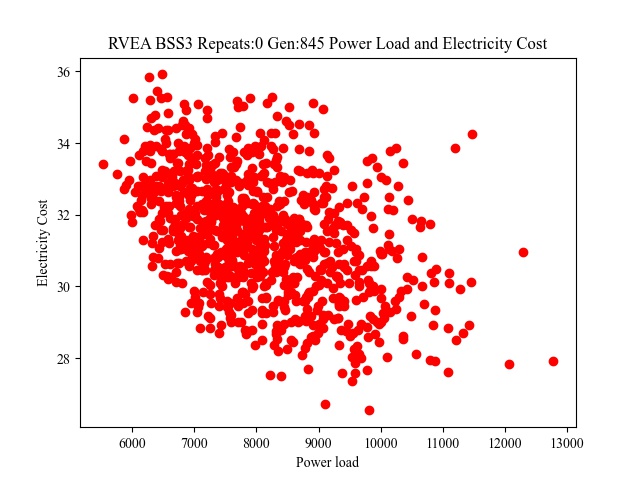 RVEA BSS3 Repeats:0 Gen:845 Power Load and Electricity Cost
36
34
32
30
28
Electricity Cost
6000 7000 8000 9000 10000 11000 12000 13000
Power load